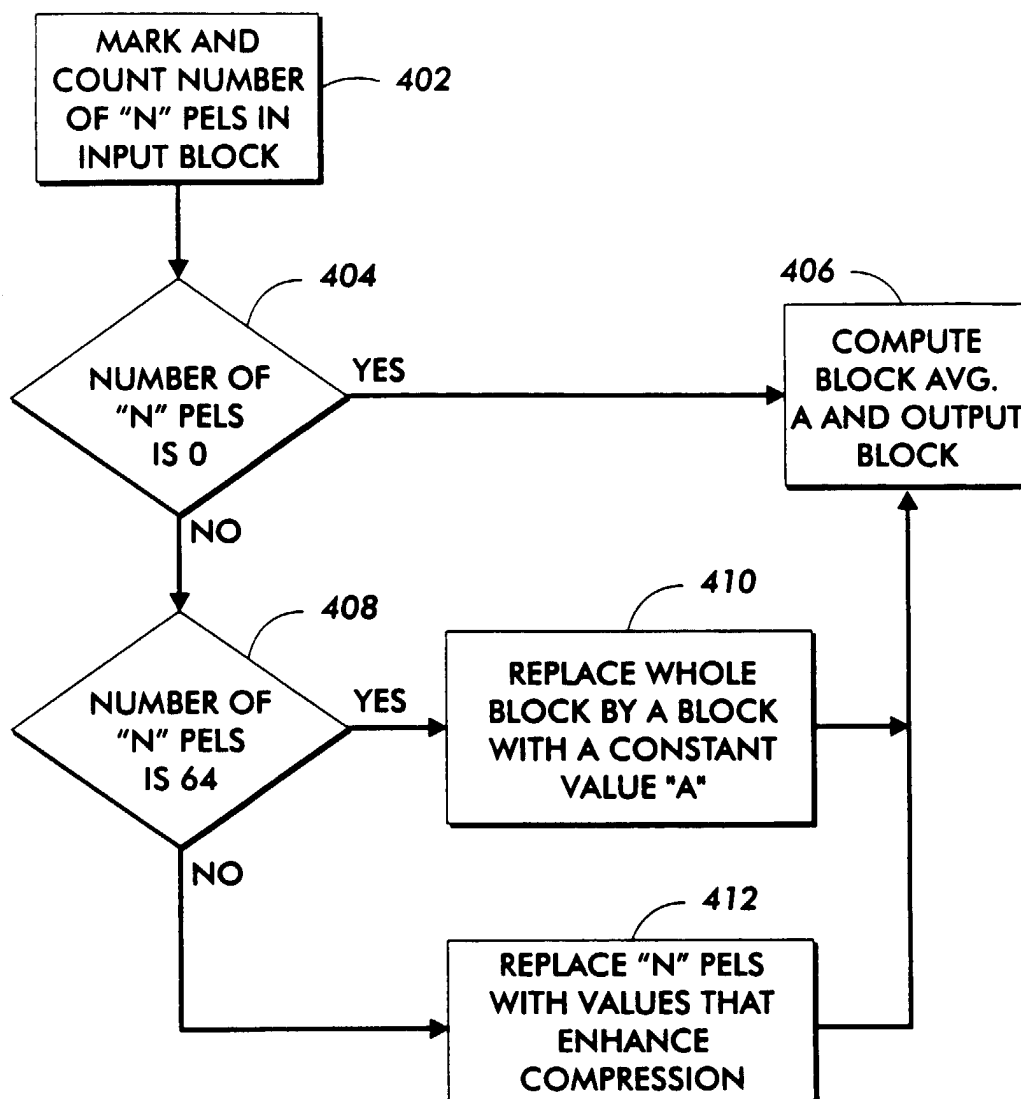 MARK AND
COUNT NUMBER
OF "N" PELS IN
INPUT BLOCK
402
404
NUMBER OF
"N" PELS
IS 0
YES
NO
406
COMPUTE
BLOCK AVG.
A AND OUTPUT
BLOCK
408
NUMBER OF
"N" PELS
IS 64
YES
NO
410
REPLACE WHOLE
BLOCK BY A BLOCK
WITH A CONSTANT
VALUE "A"
412
REPLACE "N" PELS
WITH VALUES THAT
ENHANCE
COMPRESSION